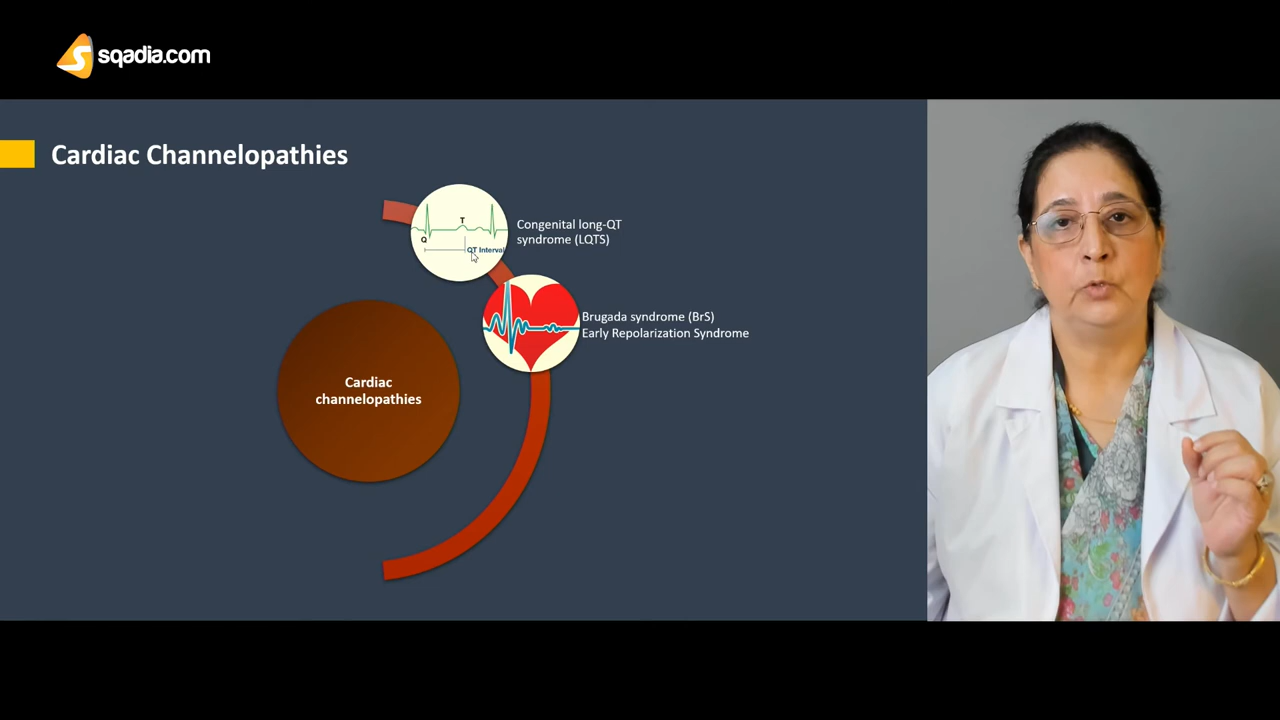 sqadia.com
Cardiac Channelopathies
T
Q
QT Interval
Congenital long-QT
syndrome (LQTS)
Brugada syndrome (BrS)
Early Repolarization Syndrome
Cardiac
channelopathies